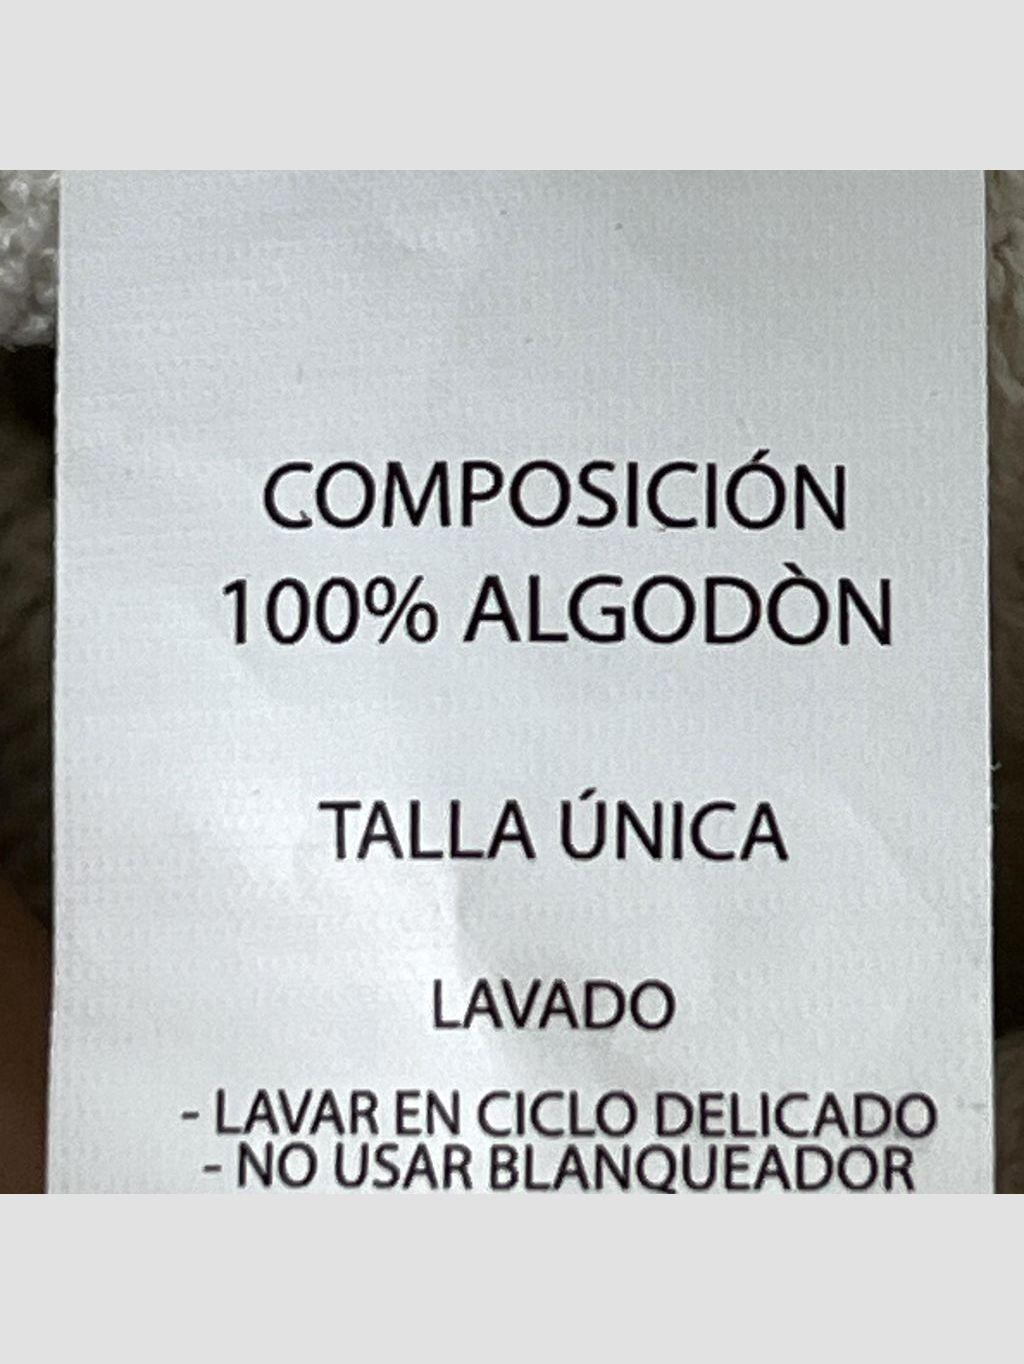 COMPOSICIÓN
100% ALGODÒN
TALLA ÚNICA
LAVADO
- LAVAR EN CICLO DELICADO
- NO USAR BLANQUEADOR